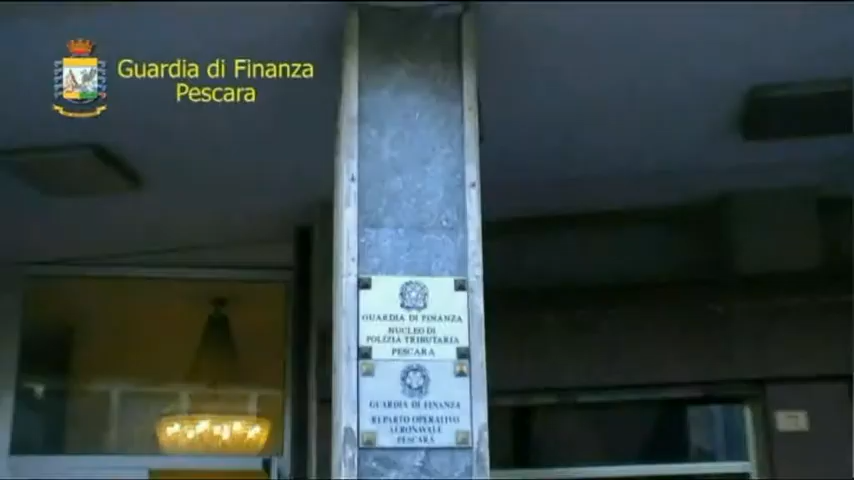 Guardia di Finanza
Pescara
GUARDIA DI FINANZA
NUCLEO DI
POLIZIA TRIBUTARIA
PESCARA
GUARDIA DI FINANZA
REPARTO OPERATIVO
AERONAVALE
PESCARA